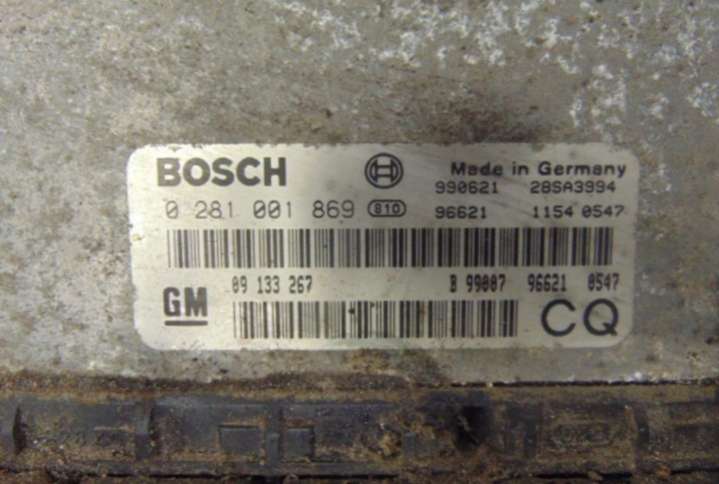 BOSCH Made in Germany
990621 28SA3994
0 281 001 869 810 96621 1154 0547
09 133 267 B 99007 96621 0547
GM CQ